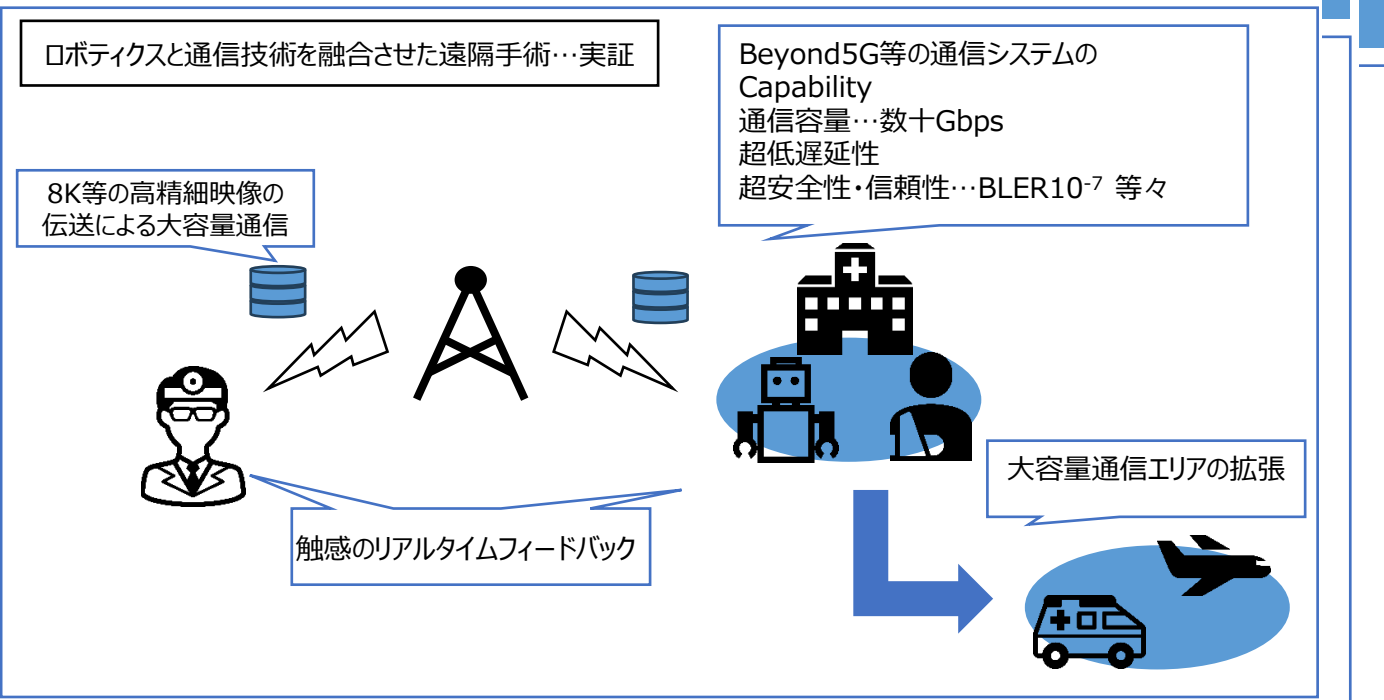 ロボティクスと通信技術を融合させた遠隔手術…実証
Beyond5G等の通信システムの
Capability
通信容量…数十Gbps
超低遅延性
超安全性・信頼性…BLER10⁻⁷ 等々
8K等の高精細映像の
伝送による大容量通信
触感のリアルタイムフィードバック
大容量通信エリアの拡張